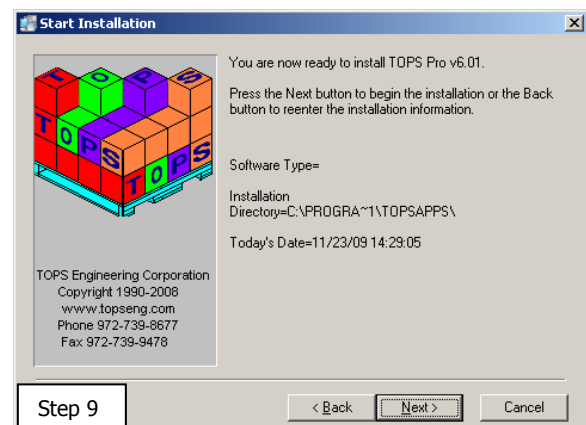 Start Installation
T O P S
T O P S
T O P S
You are now ready to install TOPS Pro v6.01.
Press the Next button to begin the installation or the Back
button to reenter the installation information.
Software Type=
Installation
Directory=C:\PROGRA~1\TOPSAPPS\
Today's Date=11/23/09 14:29:05
TOPS Engineering Corporation
Copyright 1990-2008
www.topseng.com
Phone 972-739-8677
Fax 972-739-9478
Step 9
< Back
Next >
Cancel